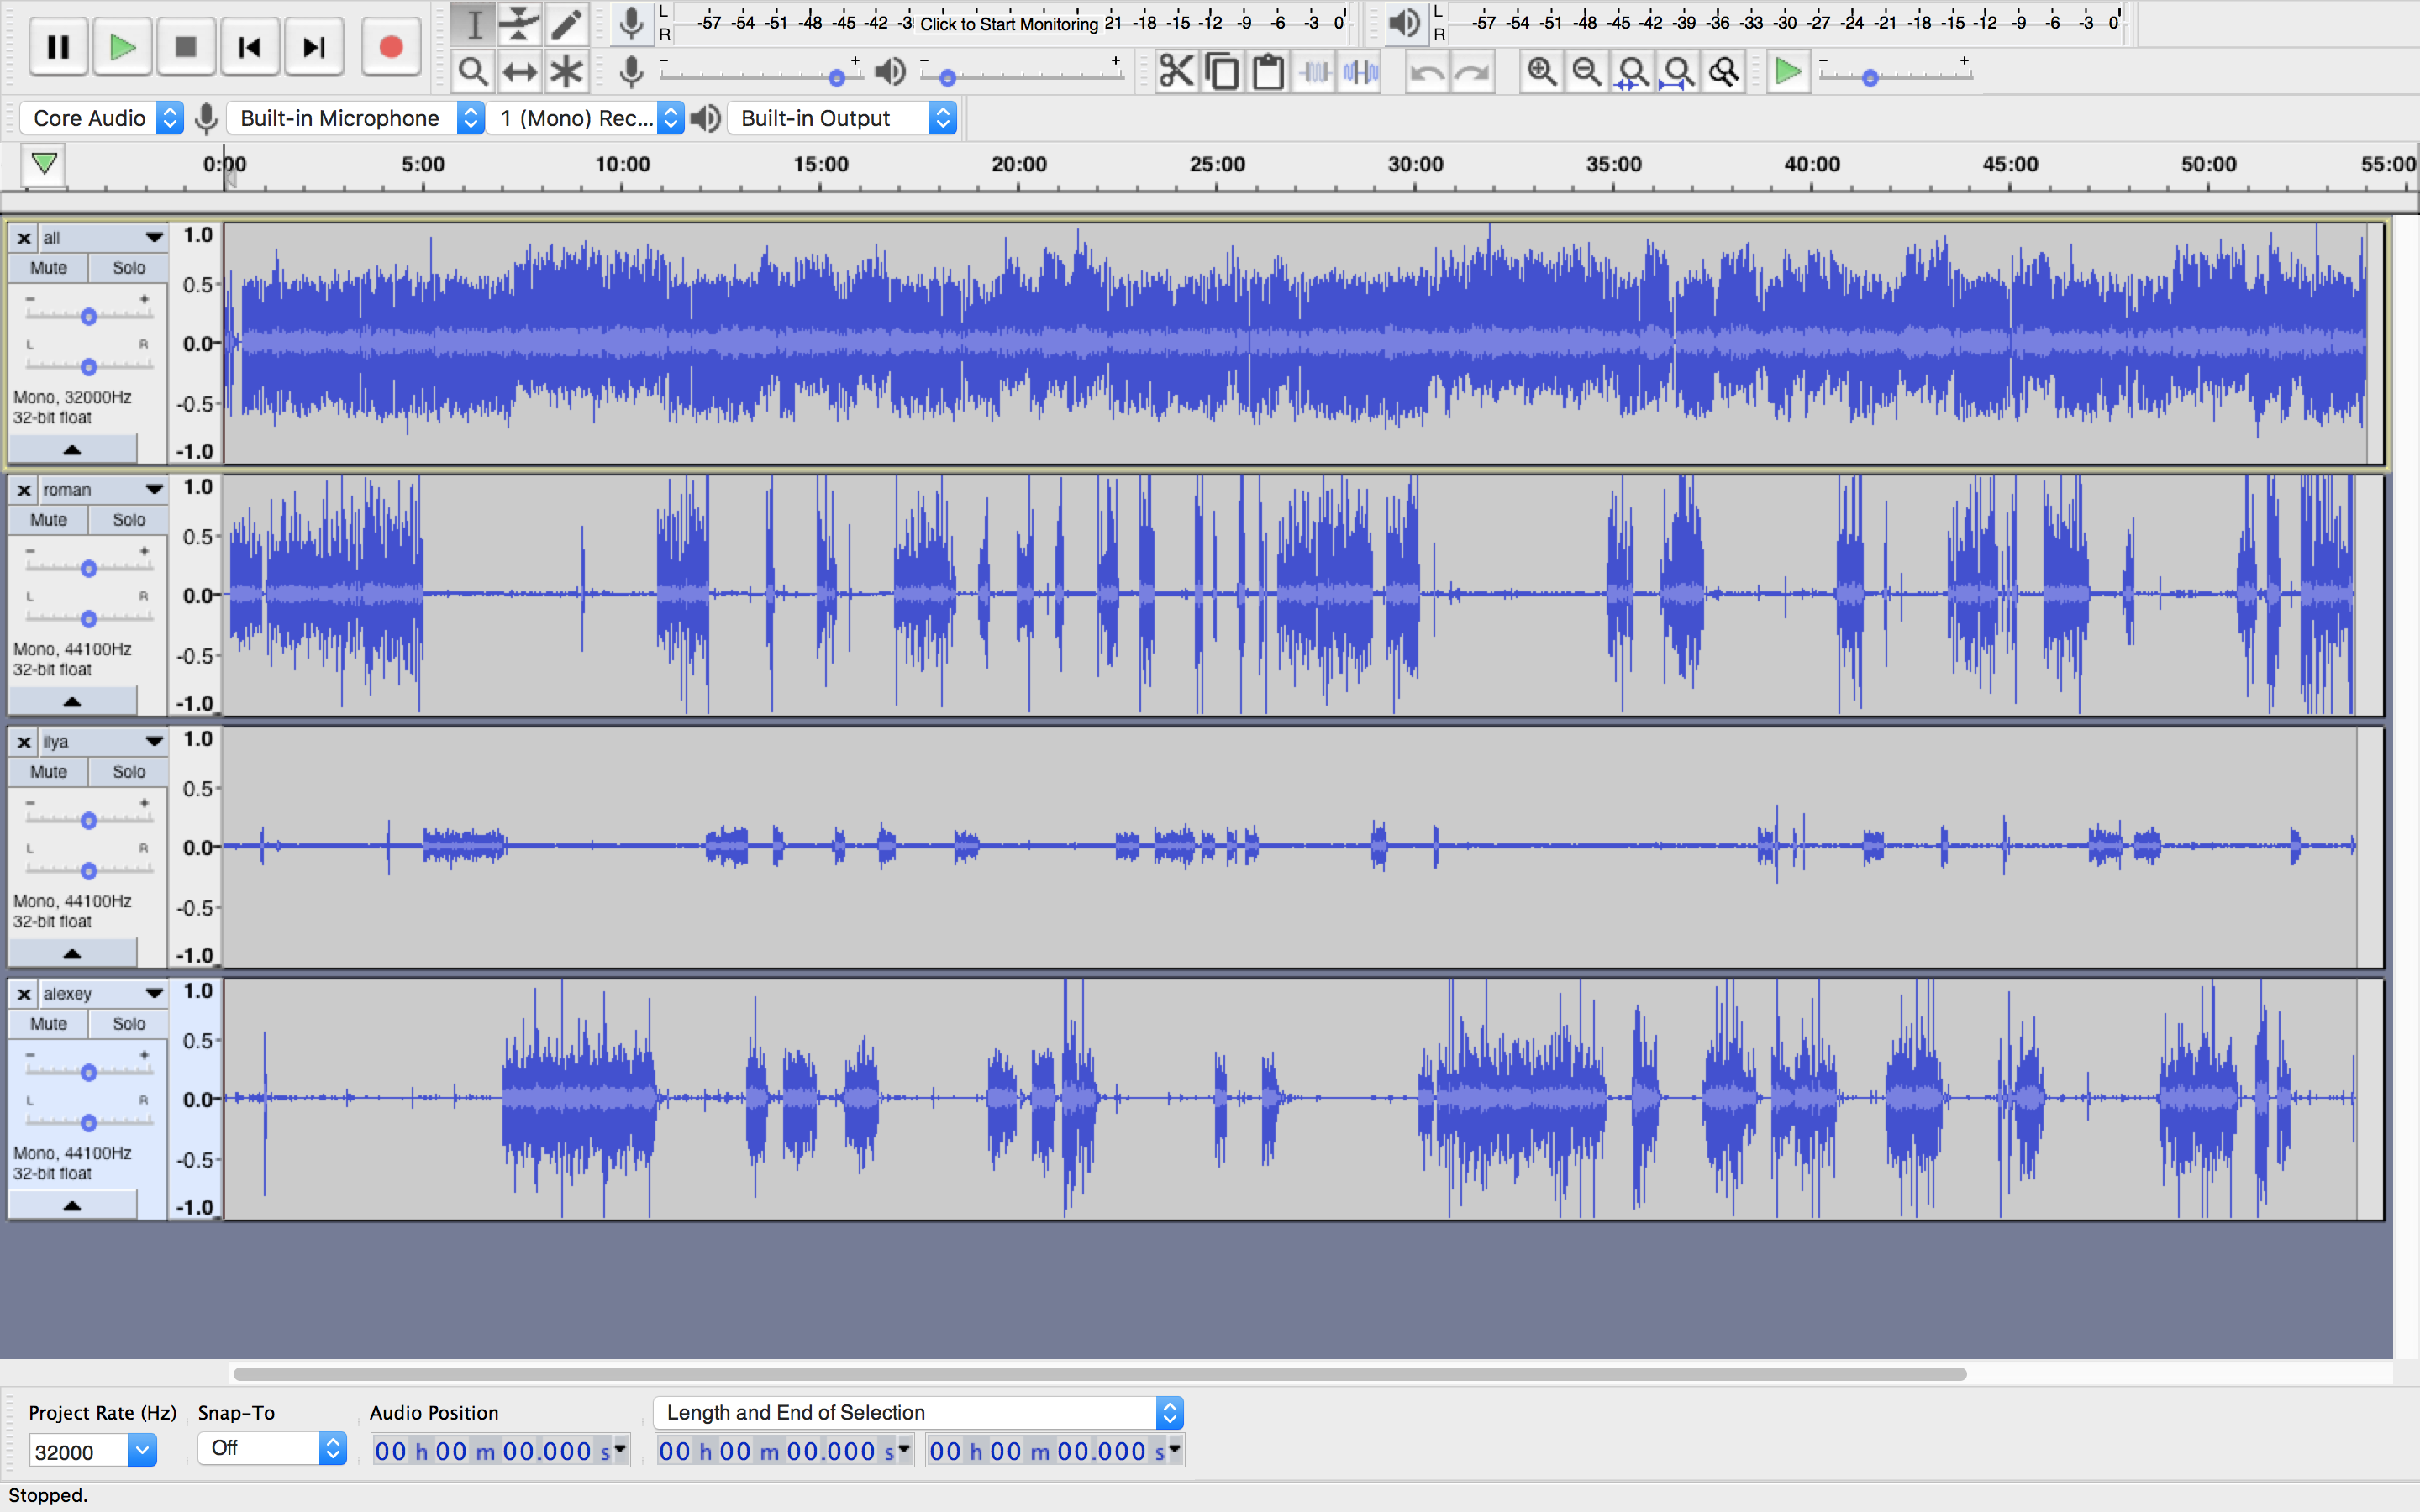 L
R
-57 -54 -51 -48 -45 -42 -39 Click to Start Monitoring 21 -18 -15 -12 -9 -6 -3 0
L
R
-57 -54 -51 -48 -45 -42 -39 -36 -33 -30 -27 -24 -21 -18 -15 -12 -9 -6 -3 0
- +
- +
- +
Core Audio
Built-in Microphone
1 (Mono) Rec...
Built-in Output
0:00 5:00 10:00 15:00 20:00 25:00 30:00 35:00 40:00 45:00 50:00 55:00
x all
Mute Solo
- +
L R
Mono, 32000Hz
32-bit float
1.0
0.5
0.0
-0.5
-1.0
x roman
Mute Solo
- +
L R
Mono, 44100Hz
32-bit float
1.0
0.5
0.0
-0.5
-1.0
x ilya
Mute Solo
- +
L R
Mono, 44100Hz
32-bit float
1.0
0.5
0.0
-0.5
-1.0
x alexey
Mute Solo
- +
L R
Mono, 44100Hz
32-bit float
1.0
0.5
0.0
-0.5
-1.0
Project Rate (Hz) Snap-To Audio Position Length and End of Selection
32000 Off 00 h 00 m 00.000 s 00 h 00 m 00.000 s 00 h 00 m 00.000 s
Stopped.